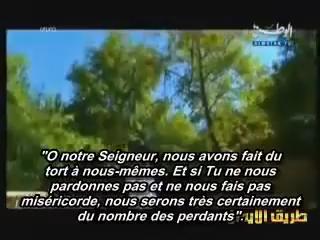 الوطن
"O notre Seigneur, nous avons fait du
tort à nous-mêmes. Et si Tu ne nous
pardonnes pas et ne nous fais pas
miséricorde, nous serons très certainement
du nombre des perdants".
طريق